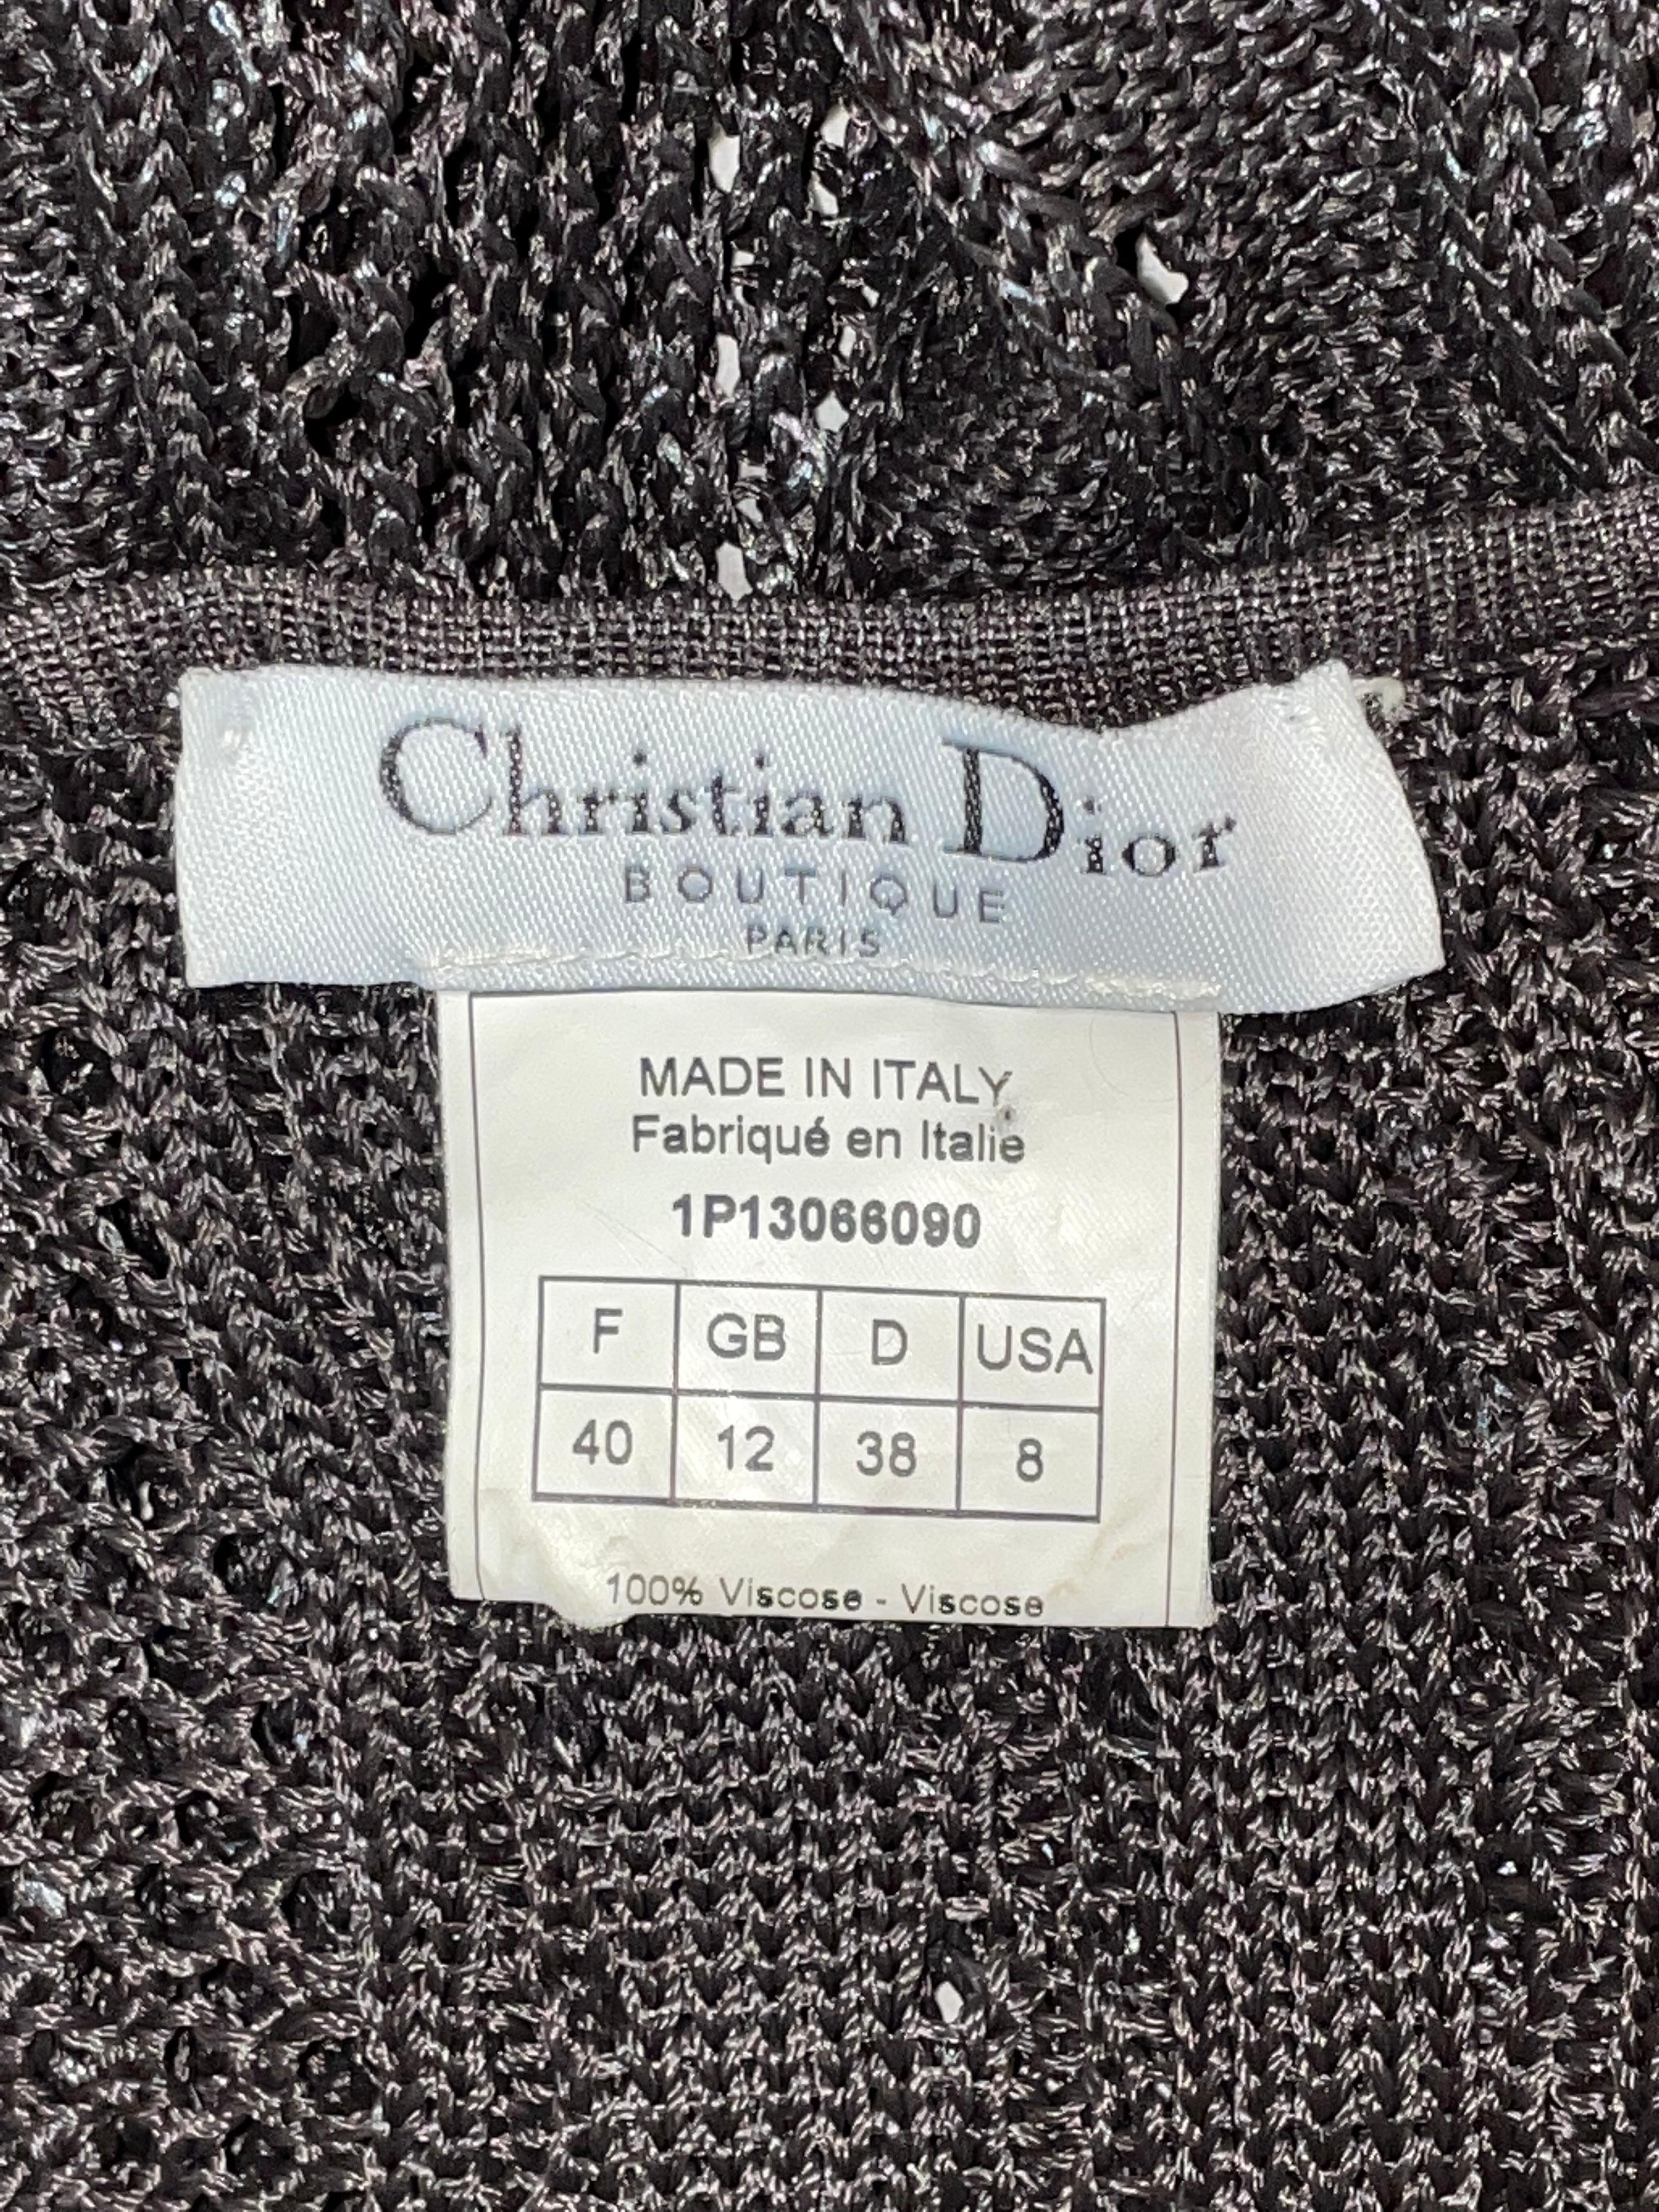 Christian Dior
BOUTIQUE
PARIS
MADE IN ITALY
Fabriqué en Italie
1P13066090
F GB D USA
40 12 38 8
100% Viscose - Viscose